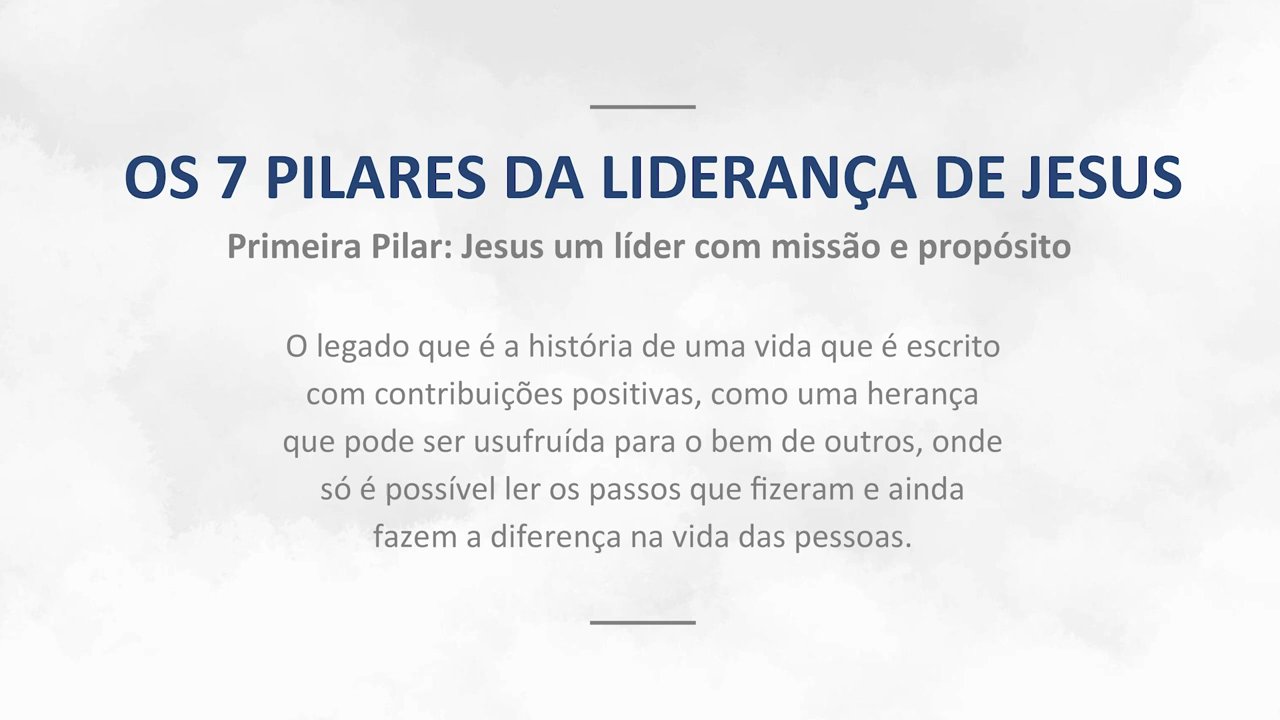 OS 7 PILARES DA LIDERANÇA DE JESUS
Primeira Pilar: Jesus um líder com missão e propósito
O legado que é a história de uma vida que é escrito
com contribuições positivas, como uma herança
que pode ser usufruída para o bem de outros, onde
só é possível ler os passos que fizeram e ainda
fazem a diferença na vida das pessoas.